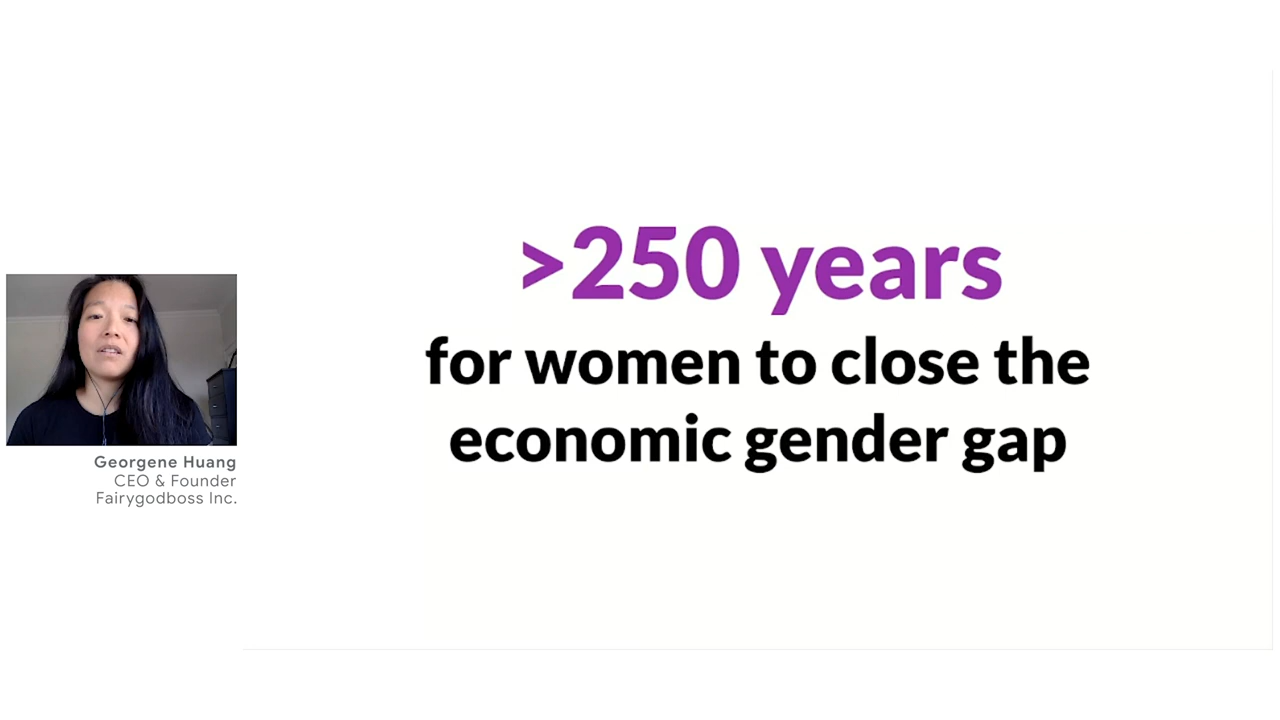 >250 years
for women to close the
economic gender gap
Georgene Huang
CEO & Founder
Fairygodboss Inc.